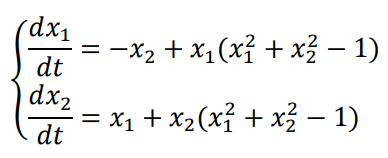 dx₁/dt = −x₂ + x₁(x₁² + x₂² − 1)
dx₂/dt = x₁ + x₂(x₁² + x₂² − 1)